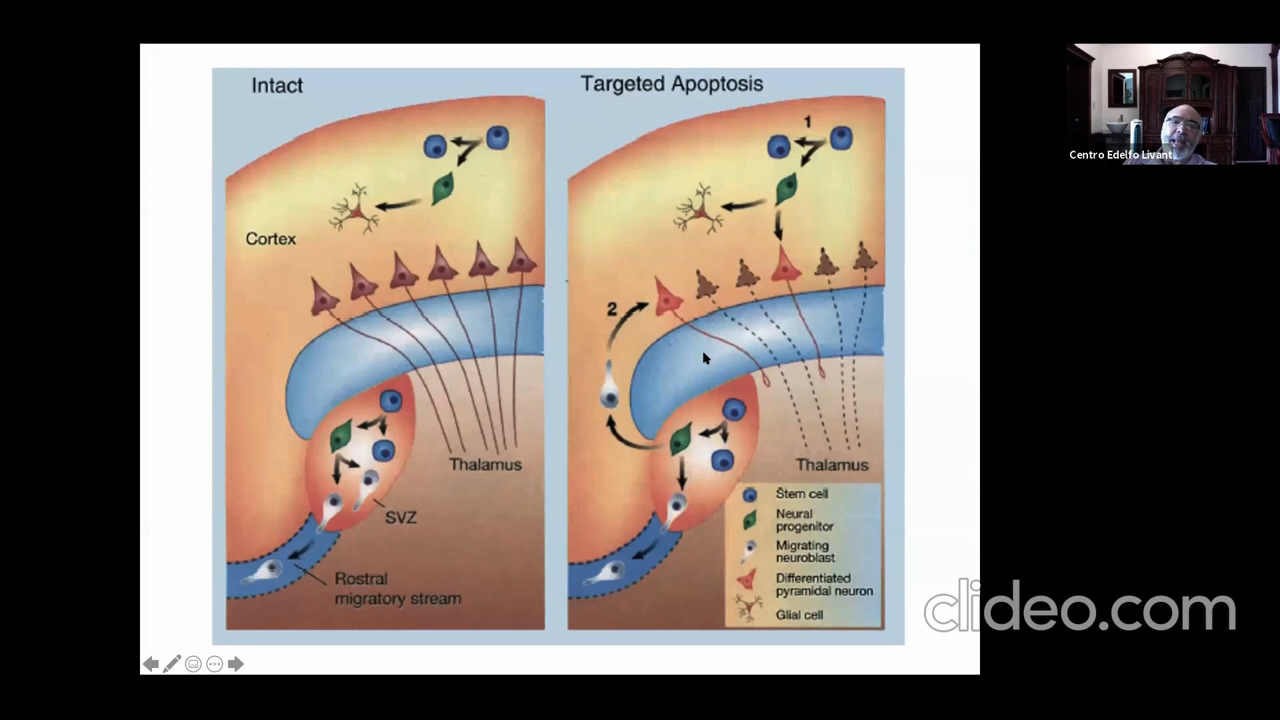 Intact
Targeted Apoptosis
1
Cortex
2
Thalamus
SVZ
Rostral
migratory stream
Thalamus
Stem cell
Neural
progenitor
Migrating
neuroblast
Differentiated
pyramidal neuron
Glial cell
Centro Edelfo Livant...
clideo.com